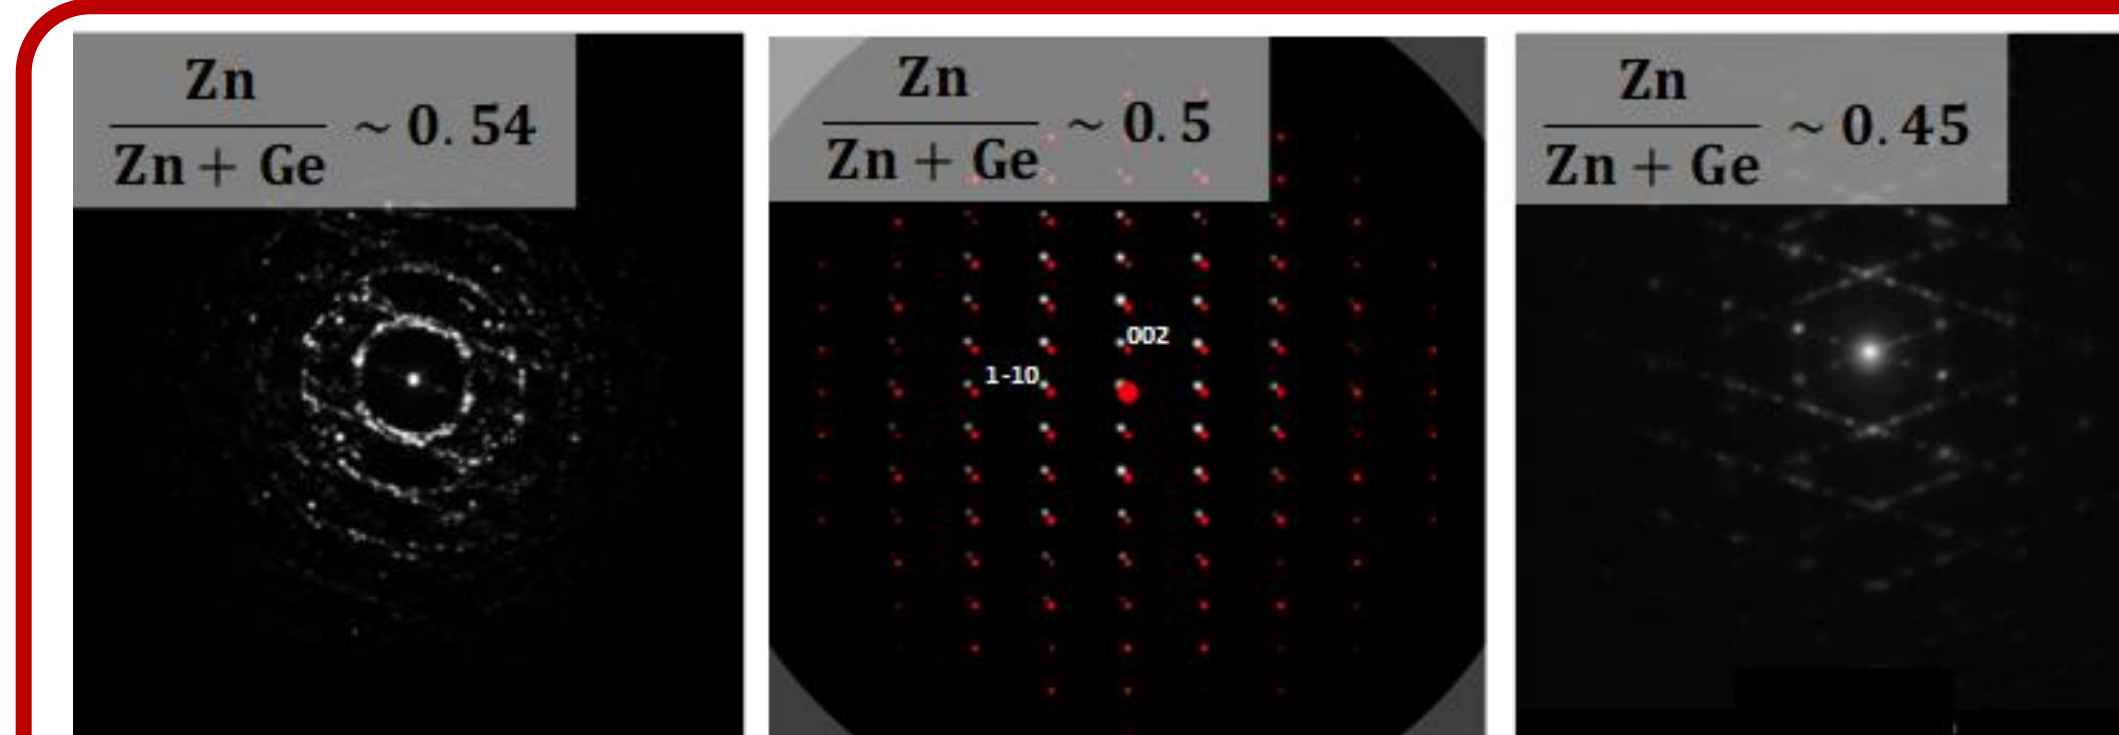 Zn
Zn + Ge ~ 0.54
Zn
Zn + Ge ~ 0.5
002
1-10
Zn
Zn + Ge ~ 0.45